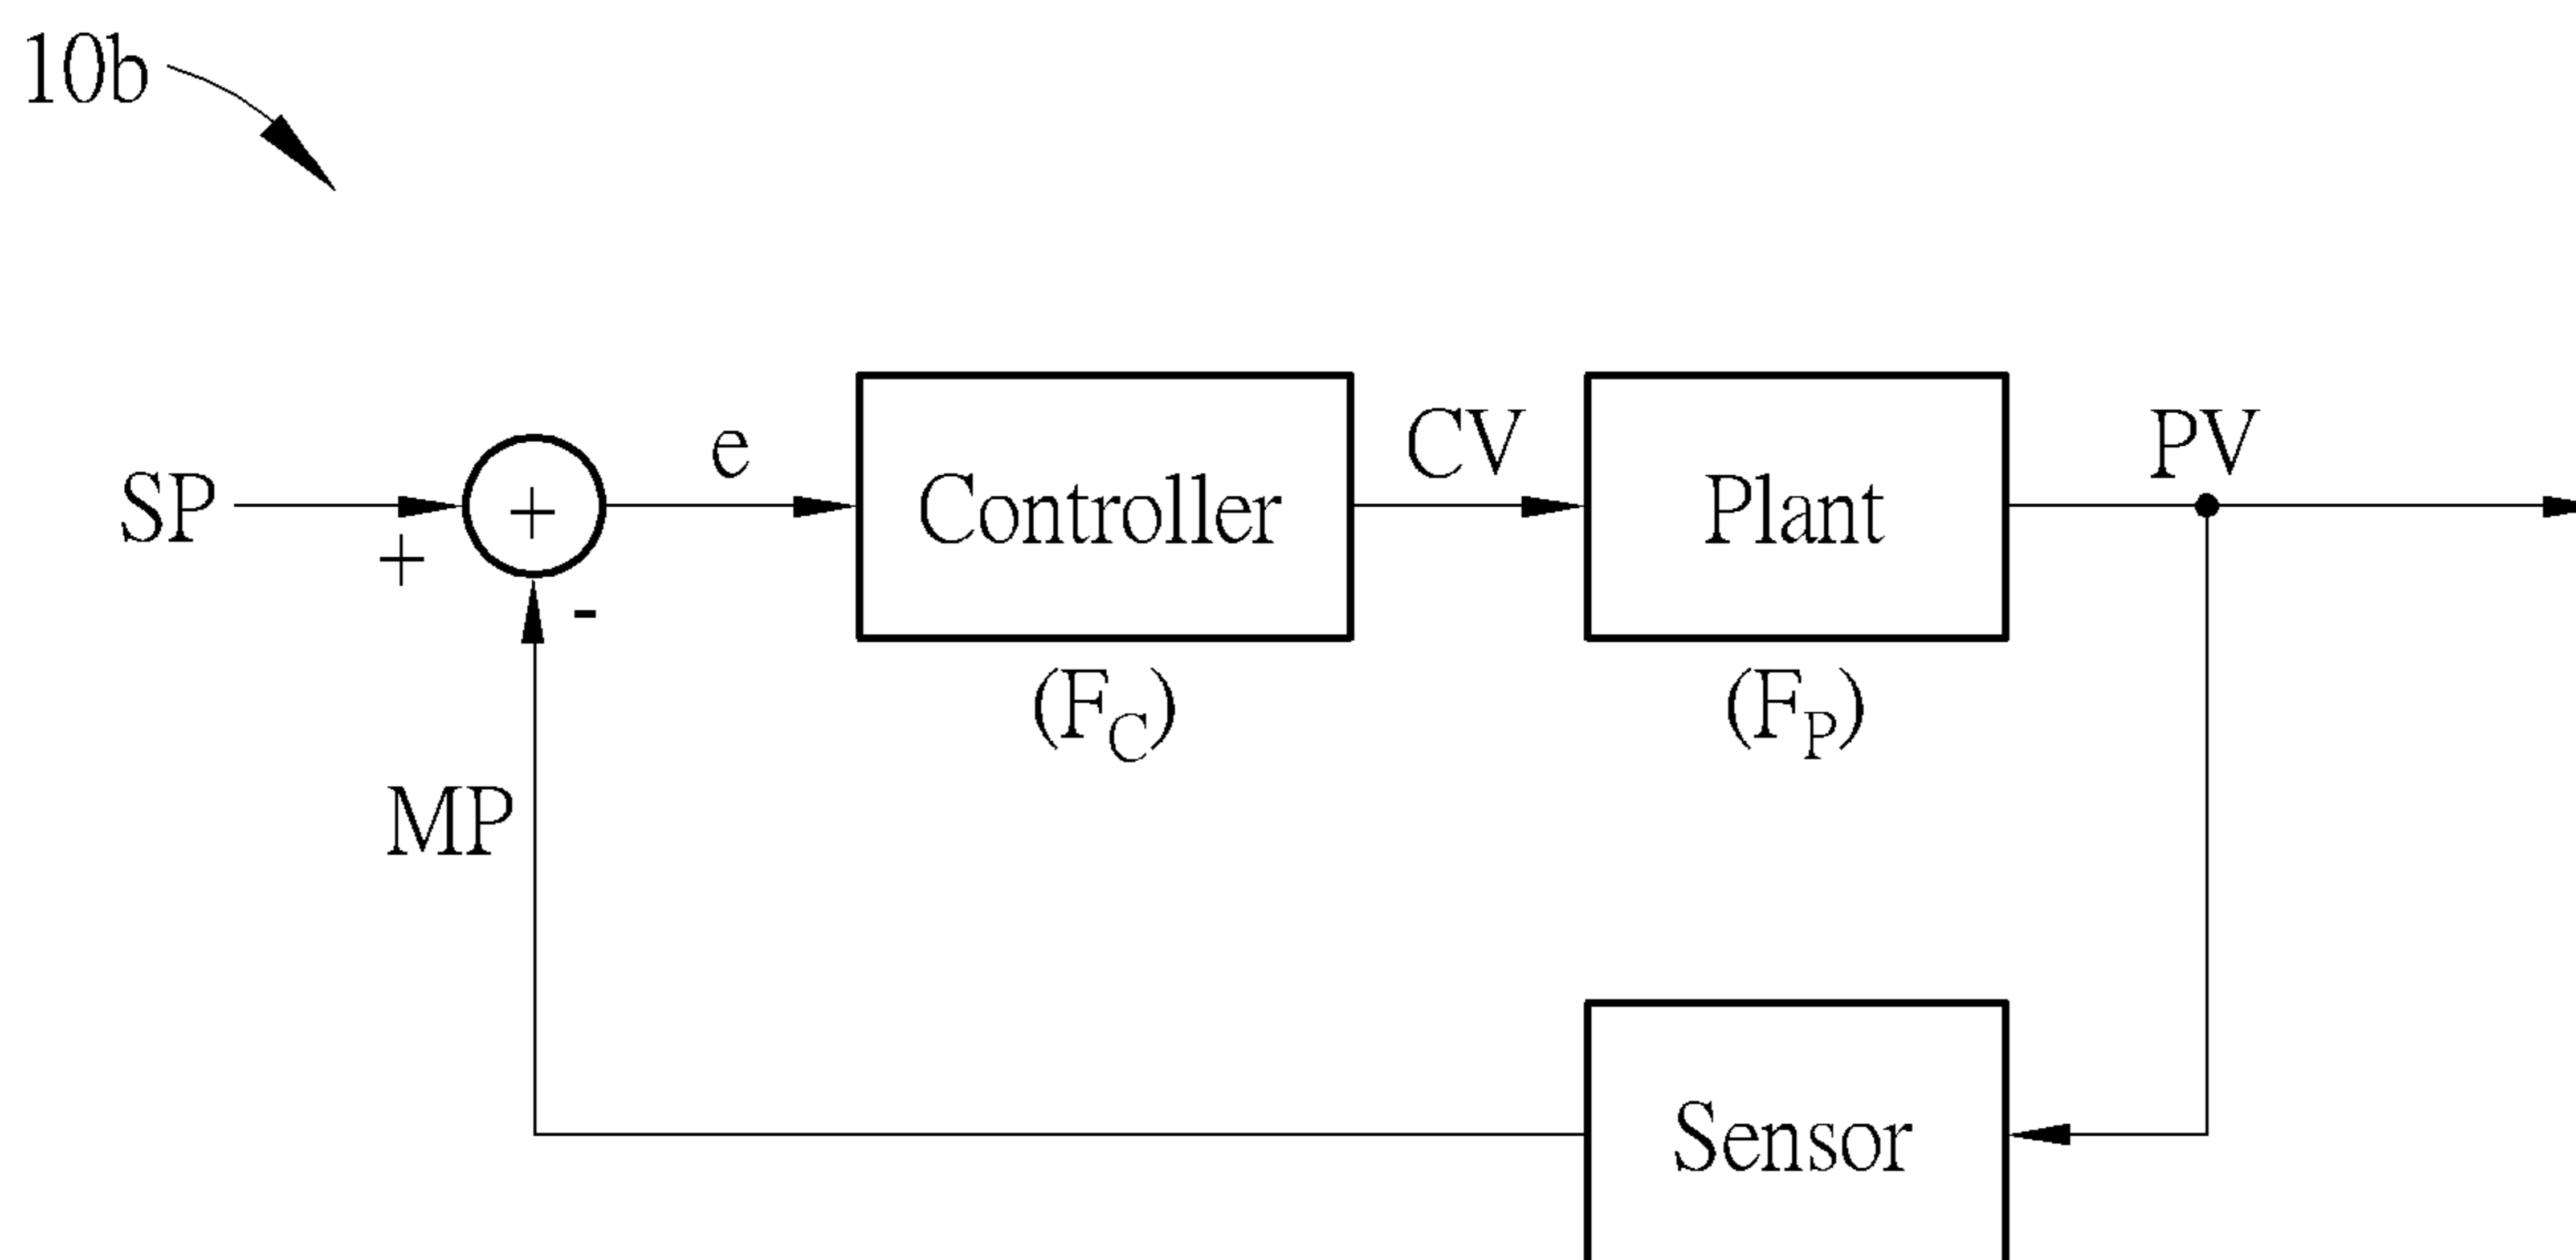 10b
SP
+
+
-
e
Controller
(F_C)
CV
Plant
(F_P)
PV
MP
Sensor